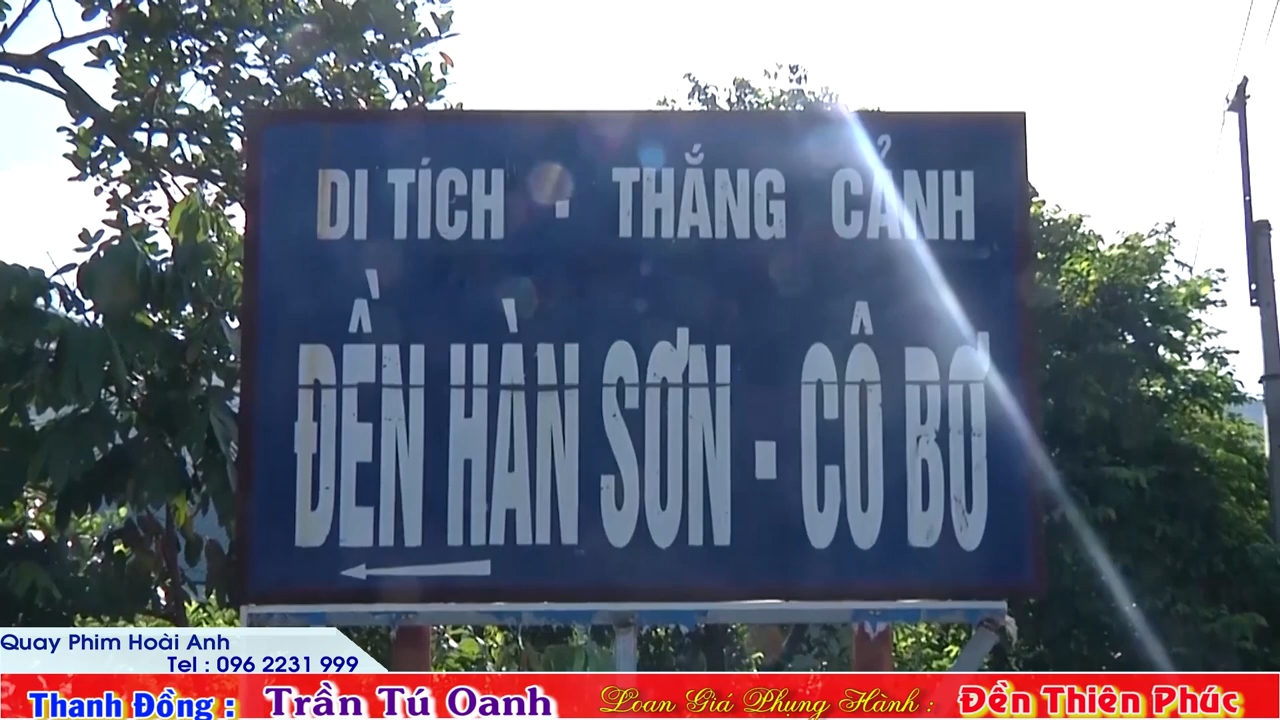 DI TÍCH - THẮNG CẢNH
ĐỀN HÀN SƠN - CÔ BƠ
Quay Phim Hoài Anh
Tel : 096 2231 999
Thanh Đồng : Trần Tú Oanh Loan Giá Phụng Hành : Đền Thiên Phúc